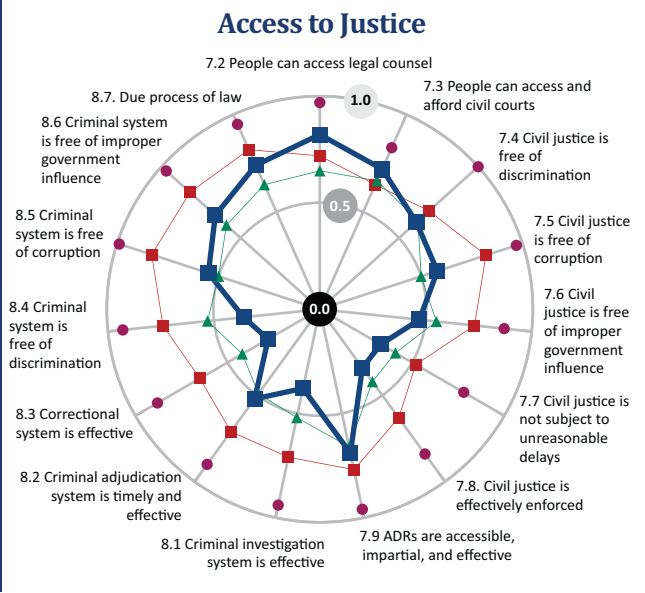 Access to Justice
7.2 People can access legal counsel
8.7. Due process of law
1.0
7.3 People can access and
afford civil courts
8.6 Criminal system
is free of improper
government
influence
7.4 Civil justice is
free of
discrimination
0.5
8.5 Criminal
system is free
of corruption
7.5 Civil justice
is free of
corruption
0.0
8.4 Criminal
system is
free of
discrimination
7.6 Civil
justice is free
of improper
government
influence
8.3 Correctional
system is effective
7.7 Civil justice is
not subject to
unreasonable
delays
8.2 Criminal adjudication
system is timely and
effective
7.8. Civil justice is
effectively enforced
8.1 Criminal investigation
system is effective
7.9 ADRs are accessible,
impartial, and effective